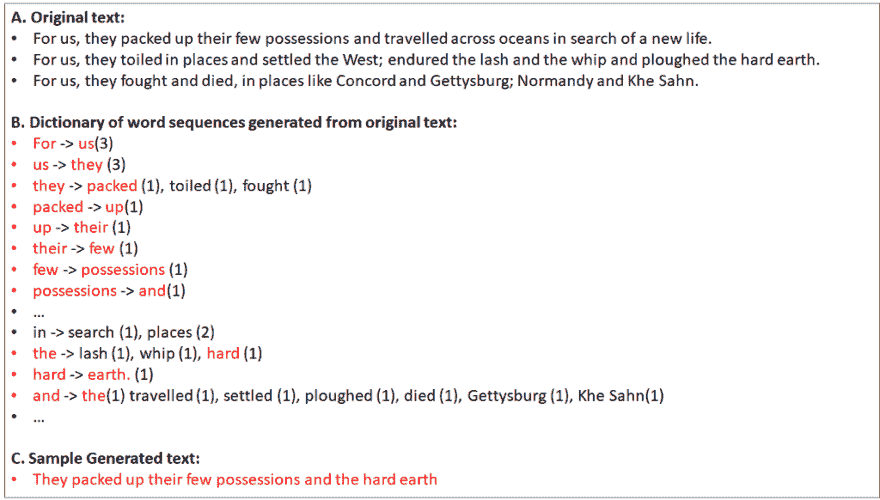 A. Original text:
• For us, they packed up their few possessions and travelled across oceans in search of a new life.
• For us, they toiled in places and settled the West; endured the lash and the whip and ploughed the hard earth.
• For us, they fought and died, in places like Concord and Gettysburg; Normandy and Khe Sahn.
B. Dictionary of word sequences generated from original text:
• For -> us(3)
• us -> they (3)
• they -> packed (1), toiled (1), fought (1)
• packed -> up(1)
• up -> their (1)
• their -> few (1)
• few -> possessions (1)
• possessions -> and(1)
• ...
• in -> search (1), places (2)
• the -> lash (1), whip (1), hard (1)
• hard -> earth. (1)
• and -> the(1) travelled (1), settled (1), ploughed (1), died (1), Gettysburg (1), Khe Sahn(1)
• ...
C. Sample Generated text:
• They packed up their few possessions and the hard earth